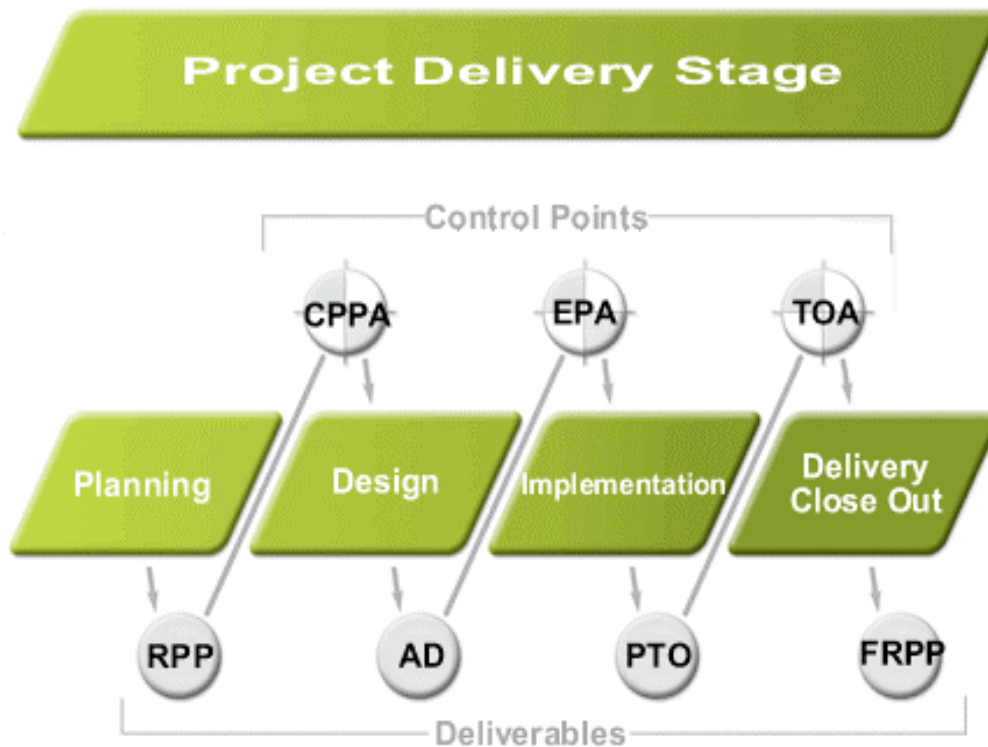 Project Delivery Stage
Control Points
CPPA
EPA
TOA
Planning
Design
Implementation
Delivery
Close Out
RPP
AD
PTO
FRPP
Deliverables